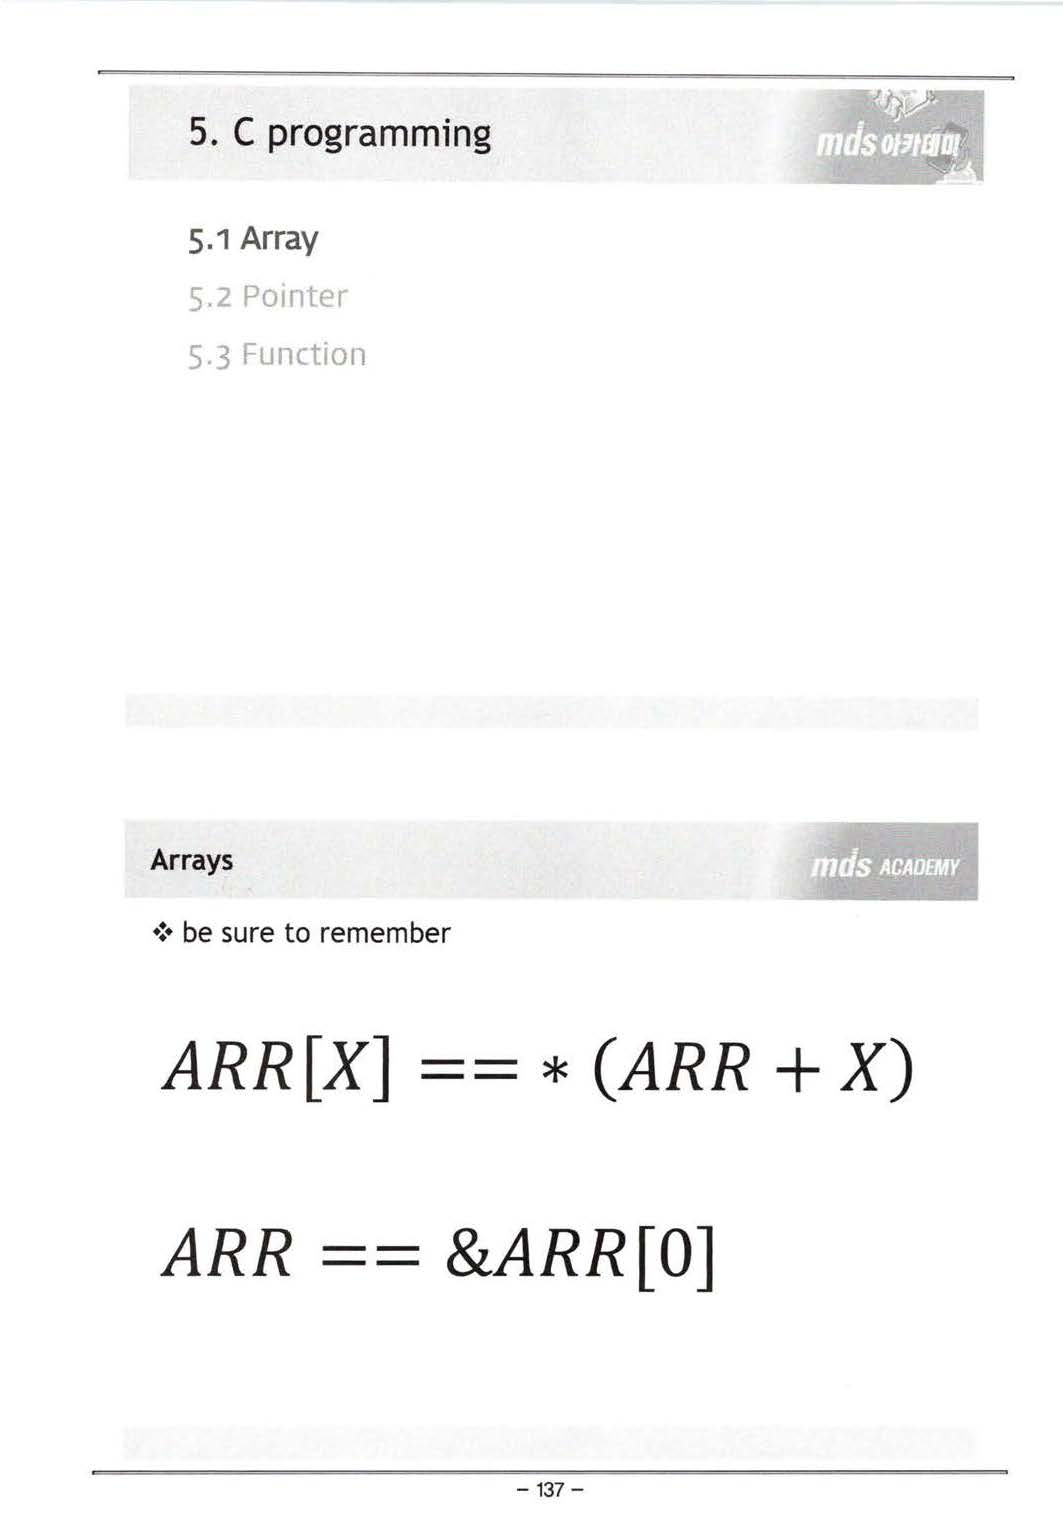 5. C programming
mds 아카데미
5.1 Array
5.2 Pointer
5.3 Function
Arrays
mds ACADEMY
❖ be sure to remember
ARR[X] == * (ARR + X)
ARR == &ARR[0]
– 137 –